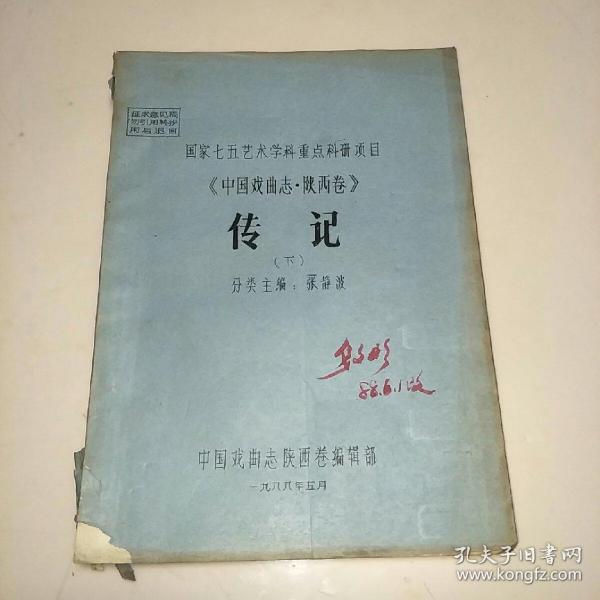 征求意见稿
勿引用转抄
用后退回
国家七五艺术学科重点科研项目
《中国戏曲志·陕西卷》
传记
(下)
分类主编：张静波
88.6.1收
中国戏曲志陕西卷编辑部
一九八八年五月
孔夫子旧书网
www.kongfz.com